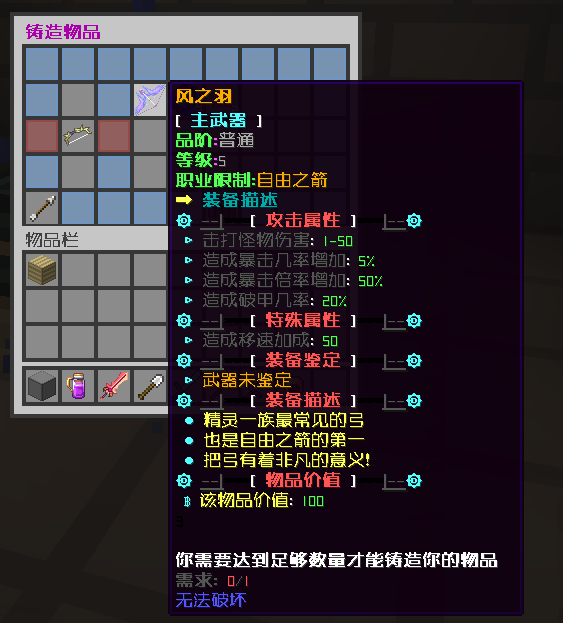 铸造物品
风之羽
[ 主武器 ]
品阶:普通
等级:5
职业限制:自由之箭
➡ 装备描述
--- [ 攻击属性 ] ---
击打怪物伤害: 1-50
造成暴击几率增加: 5%
造成暴击倍率增加: 50%
造成破甲几率: 20%
--- [ 特殊属性 ] ---
造成移速加成: 50
--- [ 装备鉴定 ] ---
武器未鉴定
--- [ 装备描述 ] ---
● 精灵一族最常见的弓
● 也是自由之箭的第一
● 把弓有着非凡的意义!
--- [ 物品价值 ] ---
฿ 该物品价值: 100
3
你需要达到足够数量才能铸造你的物品
需求: 0/1
无法破坏
物品栏